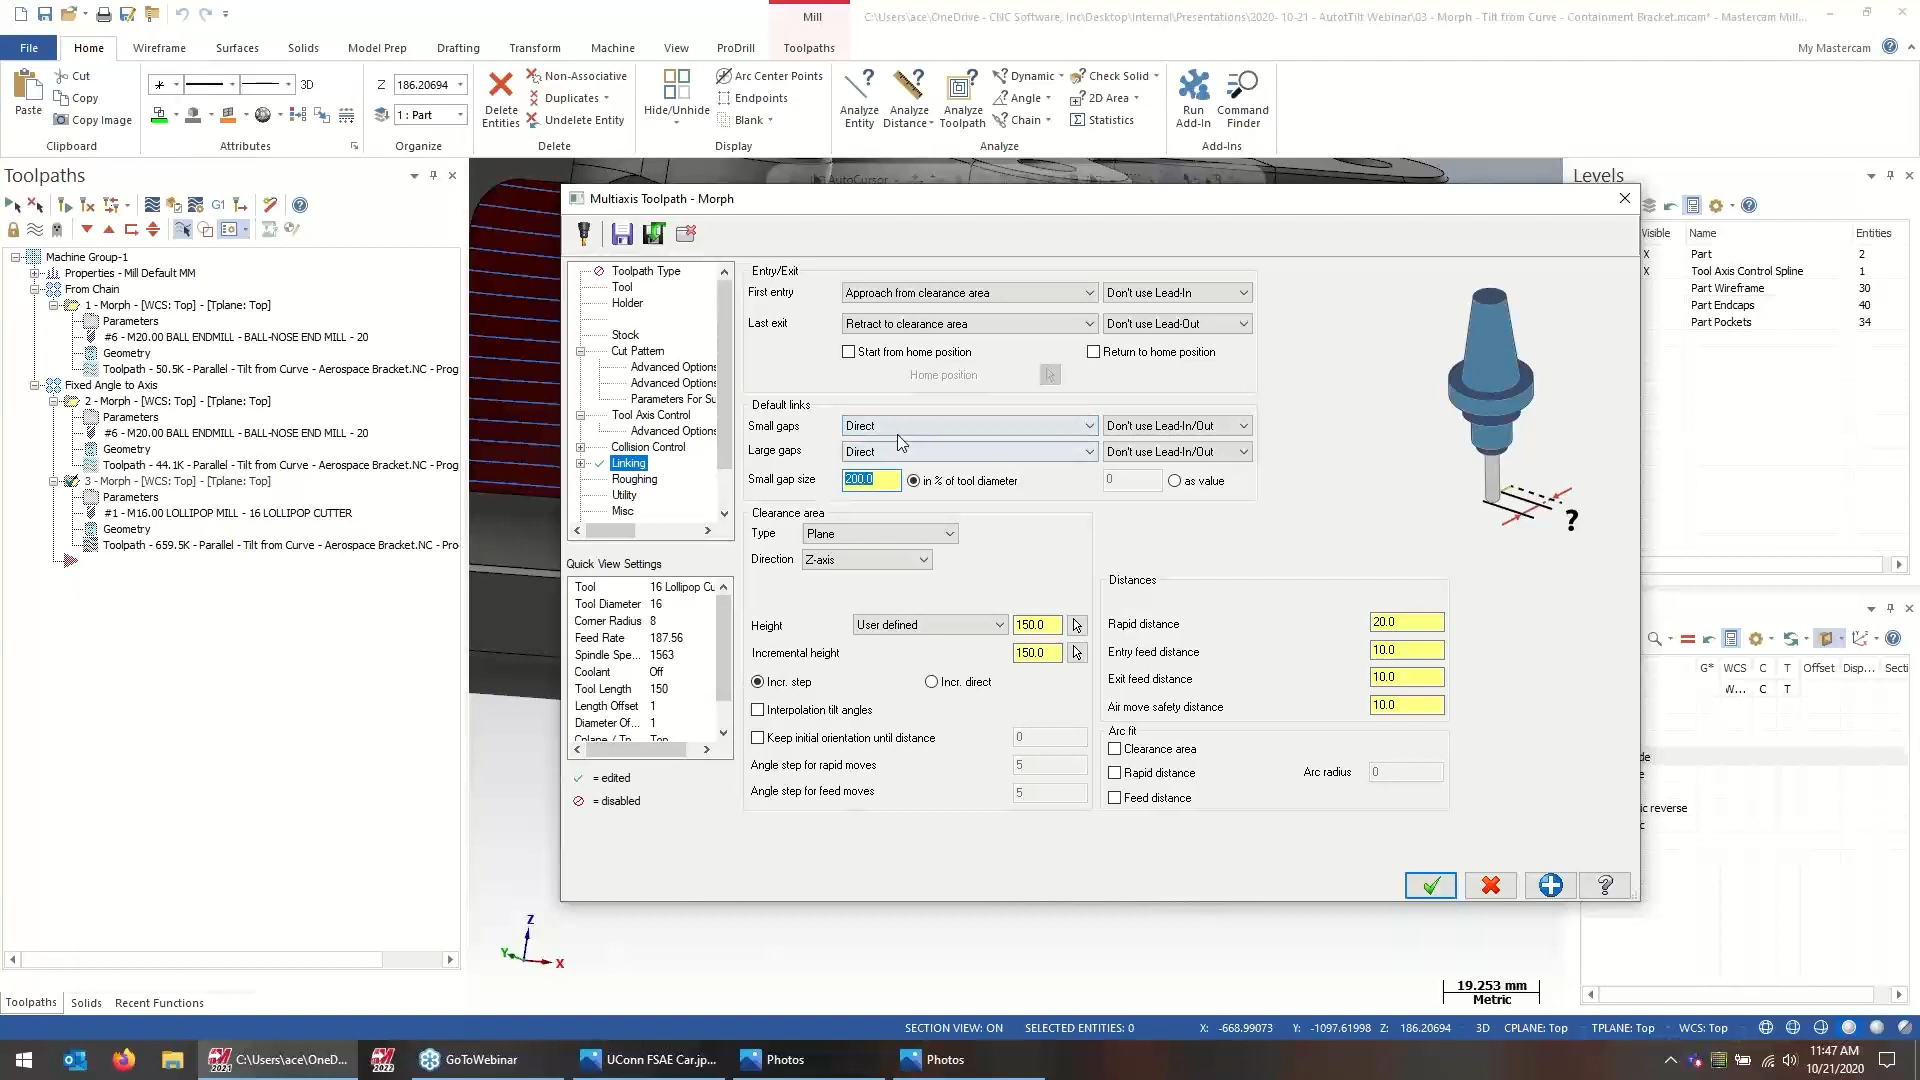 Mill
C:\Users\ace\OneDrive - CNC Software, Inc\Desktop\Internal\Presentations\2020- 10-21 - AutotTilt Webinar\03 - Morph - Tilt from Curve - Containment Bracket.mcam* - Mastercam Mill...
File
Home
Wireframe
Surfaces
Solids
Model Prep
Drafting
Transform
Machine
View
ProDrill
Toolpaths
My Mastercam
Paste
Cut
Copy
Copy Image
Clipboard
3D
Attributes
Z
186.20694
1 : Part
Organize
Delete
Entities
Non-Associative
Duplicates
Undelete Entity
Delete
Hide/Unhide
Arc Center Points
Endpoints
Blank
Display
Analyze
Entity
Analyze
Distance
Analyze
Toolpath
Dynamic
Angle
Chain
Check Solid
2D Area
Statistics
Analyze
Run
Add-In
Command
Finder
Add-Ins
Toolpaths
G1
Machine Group-1
Properties - Mill Default MM
From Chain
1 - Morph - [WCS: Top] - [Tplane: Top]
Parameters
#6 - M20.00 BALL ENDMILL - BALL-NOSE END MILL - 20
Geometry
Toolpath - 50.5K - Parallel - Tilt from Curve - Aerospace Bracket.NC - Prog
Fixed Angle to Axis
2 - Morph - [WCS: Top] - [Tplane: Top]
Parameters
#6 - M20.00 BALL ENDMILL - BALL-NOSE END MILL - 20
Geometry
Toolpath - 44.1K - Parallel - Tilt from Curve - Aerospace Bracket.NC - Prog
3 - Morph - [WCS: Top] - [Tplane: Top]
Parameters
#1 - M16.00 LOLLIPOP MILL - 16 LOLLIPOP CUTTER
Geometry
Toolpath - 659.5K - Parallel - Tilt from Curve - Aerospace Bracket.NC - Pro
Toolpaths
Solids
Recent Functions
AutoCursor
Multiaxis Toolpath - Morph
Toolpath Type
Tool
Holder
Stock
Cut Pattern
Advanced Options
Advanced Options
Parameters For Su
Tool Axis Control
Advanced Options
Collision Control
Linking
Roughing
Utility
Misc
Quick View Settings
Tool 16 Lollipop Cu
Tool Diameter 16
Corner Radius 8
Feed Rate 187.56
Spindle Spe... 1563
Coolant Off
Tool Length 150
Length Offset 1
Diameter Of... 1
Cplane / Tp... Top
= edited
= disabled
Entry/Exit
First entry
Approach from clearance area
Don't use Lead-In
Last exit
Retract to clearance area
Don't use Lead-Out
Start from home position
Return to home position
Home position
Default links
Small gaps
Direct
Don't use Lead-In/Out
Large gaps
Direct
Don't use Lead-In/Out
Small gap size
200.0
in % of tool diameter
0
as value
Clearance area
Type
Plane
Direction
Z-axis
Height
User defined
150.0
Incremental height
150.0
Incr. step
Incr. direct
Interpolation tilt angles
Keep initial orientation until distance
0
Angle step for rapid moves
5
Angle step for feed moves
5
Distances
Rapid distance
20.0
Entry feed distance
10.0
Exit feed distance
10.0
Air move safety distance
10.0
Arc fit
Clearance area
Rapid distance
Arc radius
0
Feed distance
?
Levels
Visible
Name
Entities
X Part 2
X Tool Axis Control Spline 1
Part Wireframe 30
Part Endcaps 40
Part Pockets 34
G* WCS C T Offset Disp... Secti
W... C T
de
e
ic reverse
c
Z
Y
X
19.253 mm
Metric
SECTION VIEW: ON
SELECTED ENTITIES: 0
X: -668.99073
Y: -1097.61998
Z: 186.20694
3D
CPLANE: Top
TPLANE: Top
WCS: Top
2021
C:\Users\ace\OneD...
2022
GoToWebinar
UConn FSAE Car.jp...
Photos
Photos
11:47 AM
10/21/2020